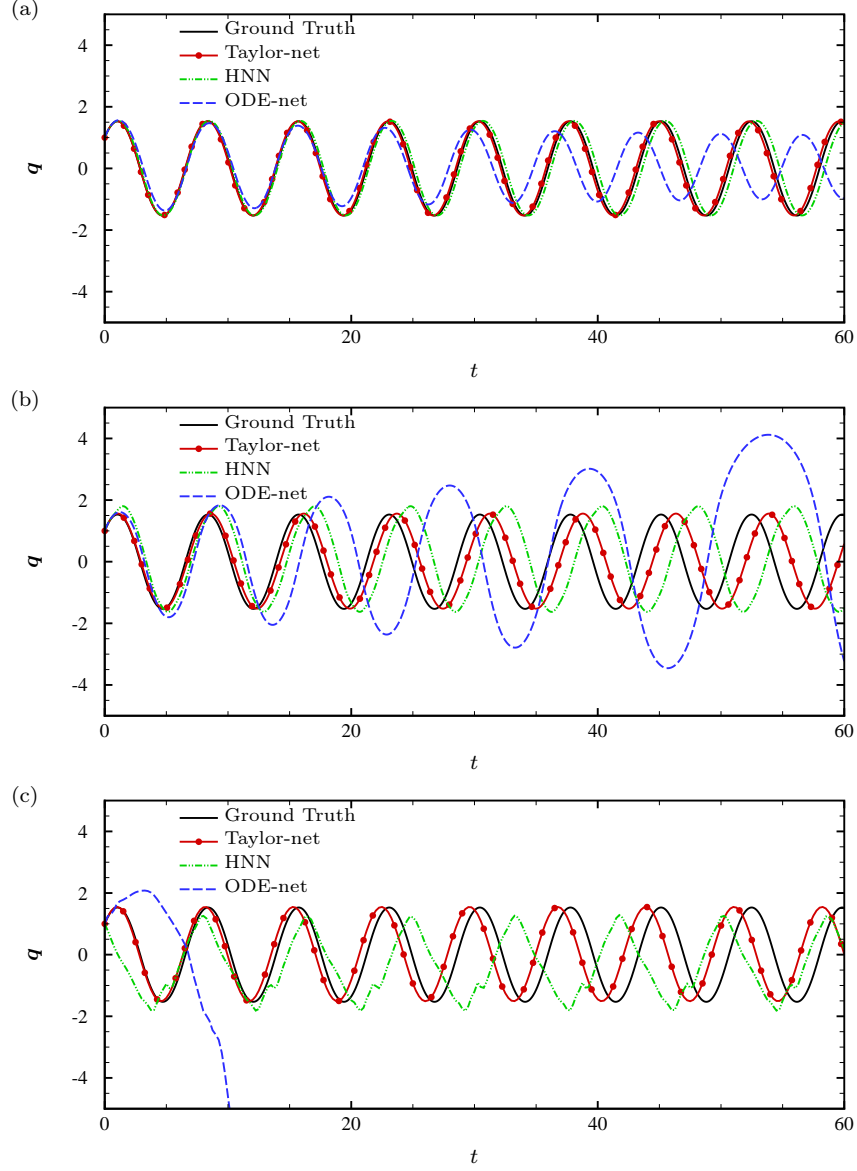 (a)
Ground Truth
Taylor-net
HNN
ODE-net
4
2
0
-2
-4
q
0
20
40
60
t
(b)
Ground Truth
Taylor-net
HNN
ODE-net
4
2
0
-2
-4
q
0
20
40
60
t
(c)
Ground Truth
Taylor-net
HNN
ODE-net
4
2
0
-2
-4
q
0
20
40
60
t